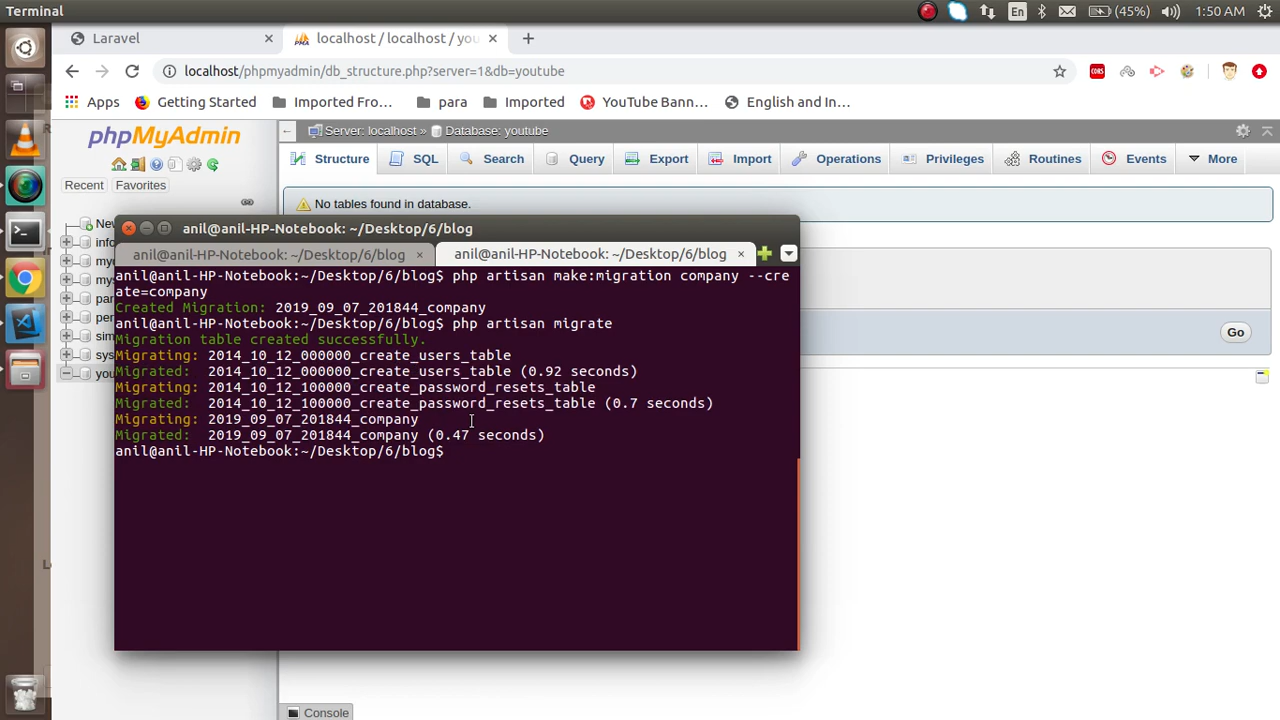 Terminal
En
(45%)
1:50 AM
Laravel
localhost / localhost / you
localhost/phpmyadmin/db_structure.php?server=1&db=youtube
CORS
Apps
Getting Started
Imported Fro...
para
Imported
YouTube Bann...
English and In...
phpMyAdmin
Recent
Favorites
Server: localhost » Database: youtube
Structure
SQL
Search
Query
Export
Import
Operations
Privileges
Routines
Events
More
No tables found in database.
Go
anil@anil-HP-Notebook: ~/Desktop/6/blog
anil@anil-HP-Notebook: ~/Desktop/6/blog
anil@anil-HP-Notebook: ~/Desktop/6/blog
anil@anil-HP-Notebook:~/Desktop/6/blog$ php artisan make:migration company --cre
ate=company
Created Migration: 2019_09_07_201844_company
anil@anil-HP-Notebook:~/Desktop/6/blog$ php artisan migrate
Migration table created successfully.
Migrating: 2014_10_12_000000_create_users_table
Migrated:  2014_10_12_000000_create_users_table (0.92 seconds)
Migrating: 2014_10_12_100000_create_password_resets_table
Migrated:  2014_10_12_100000_create_password_resets_table (0.7 seconds)
Migrating: 2019_09_07_201844_company
Migrated:  2019_09_07_201844_company (0.47 seconds)
anil@anil-HP-Notebook:~/Desktop/6/blog$
Console